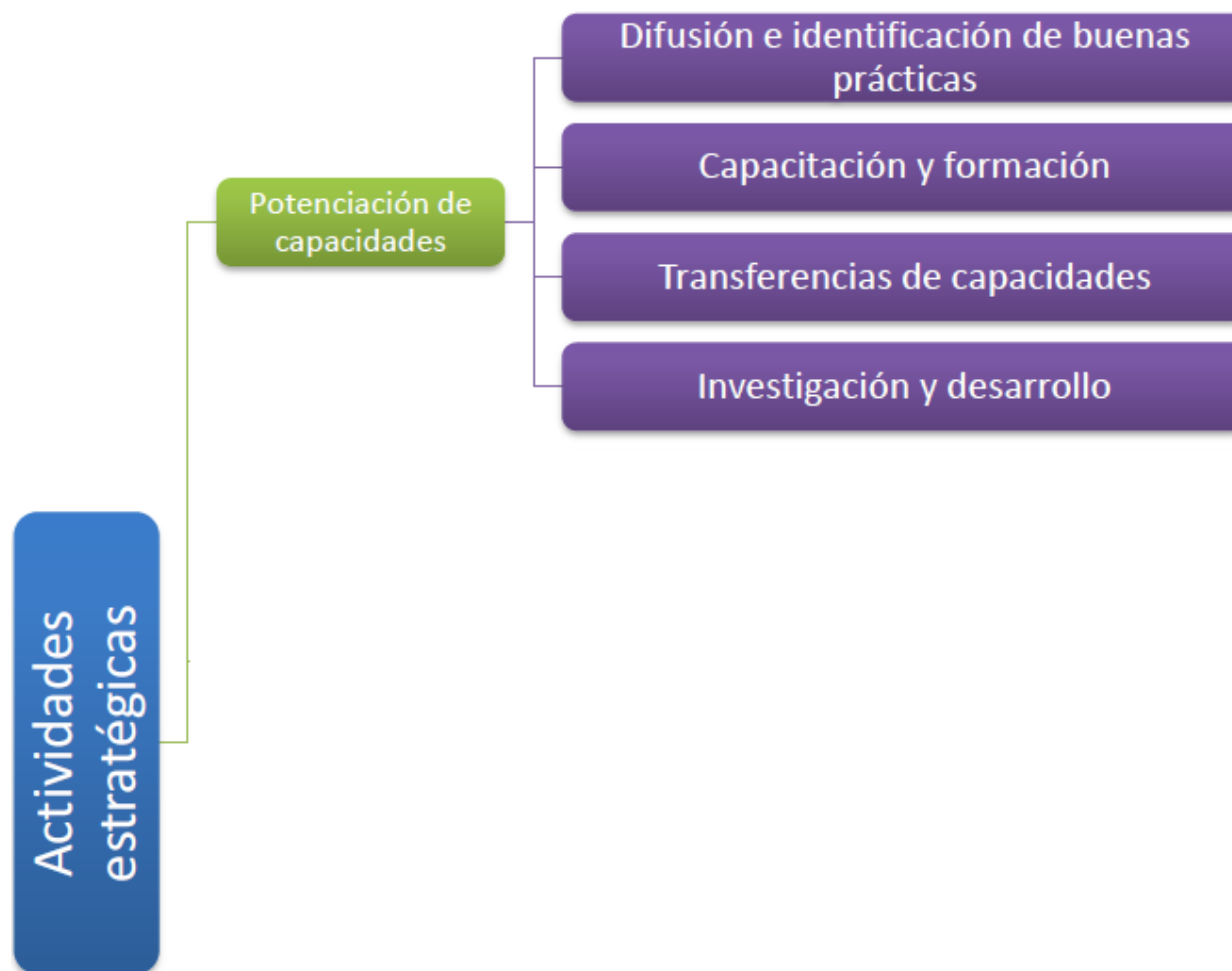 Difusión e identificación de buenas
prácticas
Capacitación y formación
Potenciación de
capacidades
Transferencias de capacidades
Investigación y desarrollo
Actividades
estratégicas